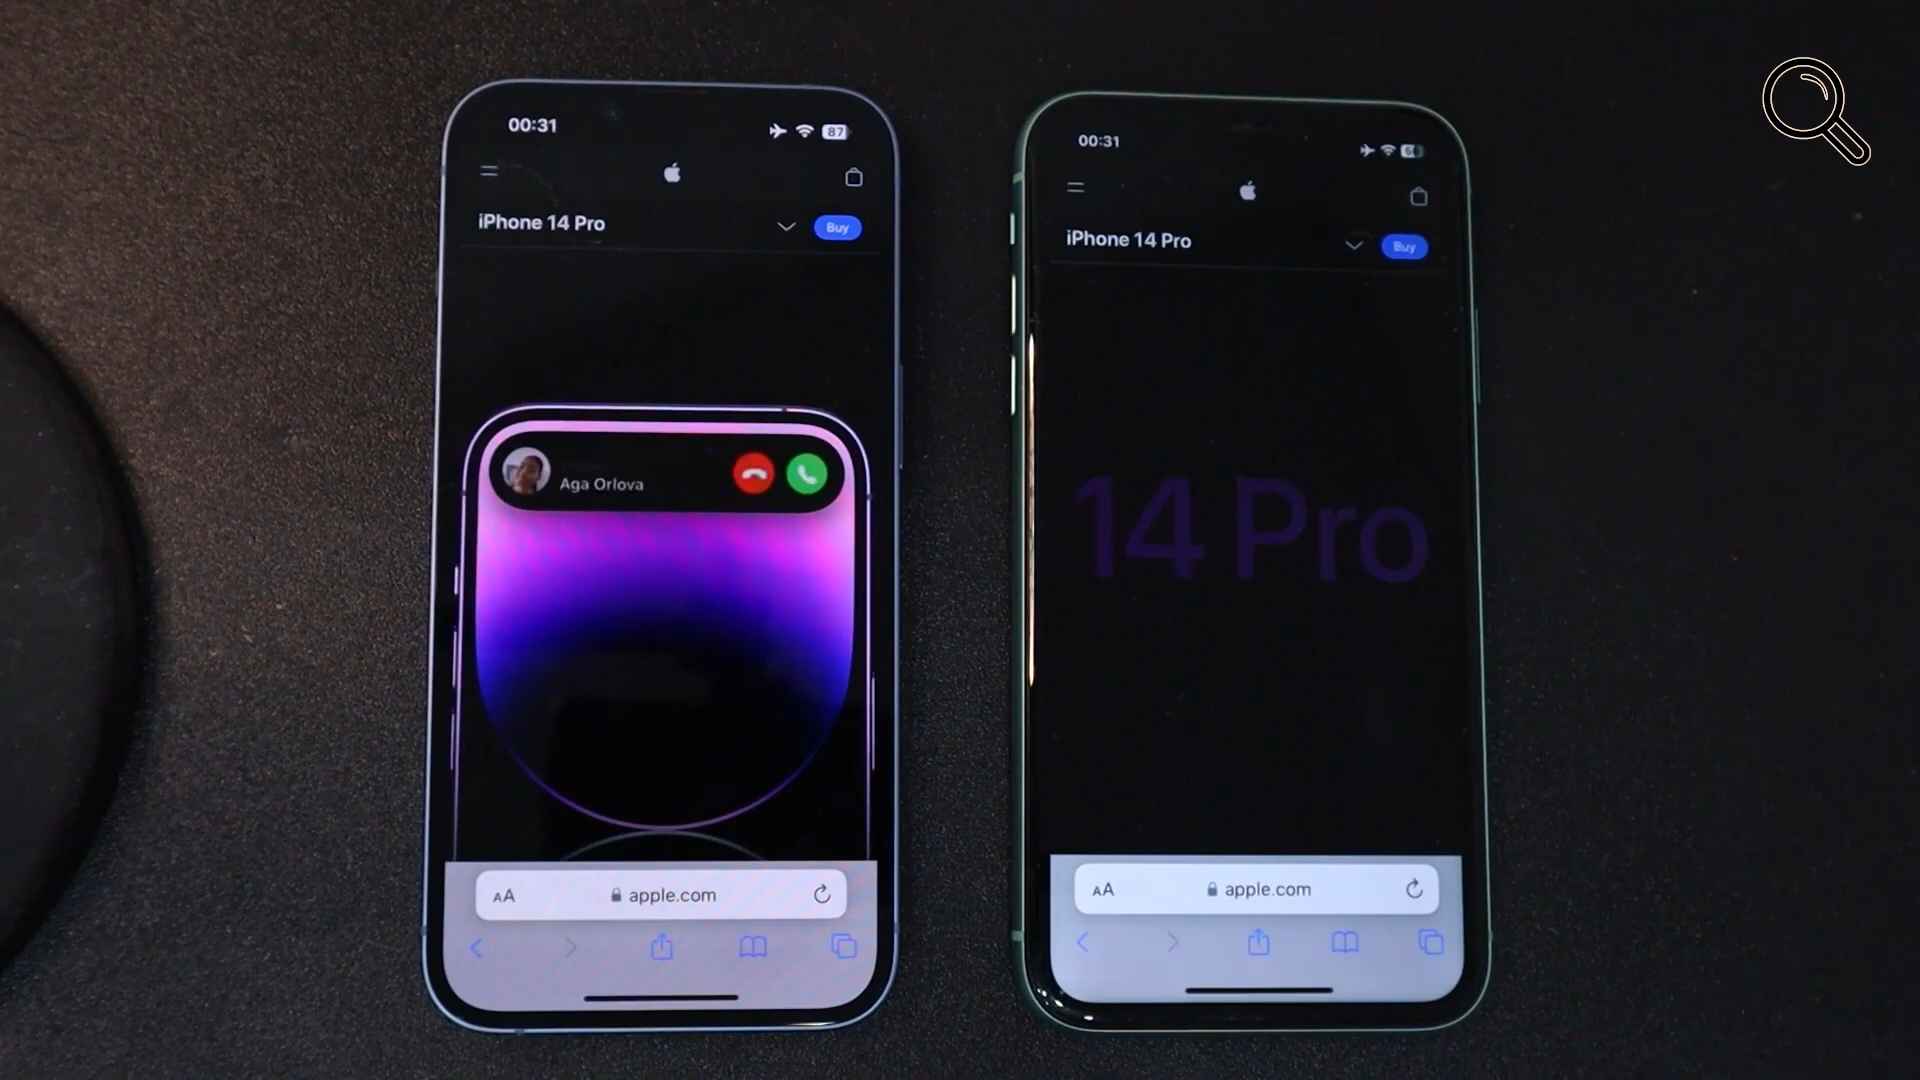 00:31
87
iPhone 14 Pro
Buy
Aga Orlova
AA
apple.com
00:31
iPhone 14 Pro
Buy
14 Pro
AA
apple.com